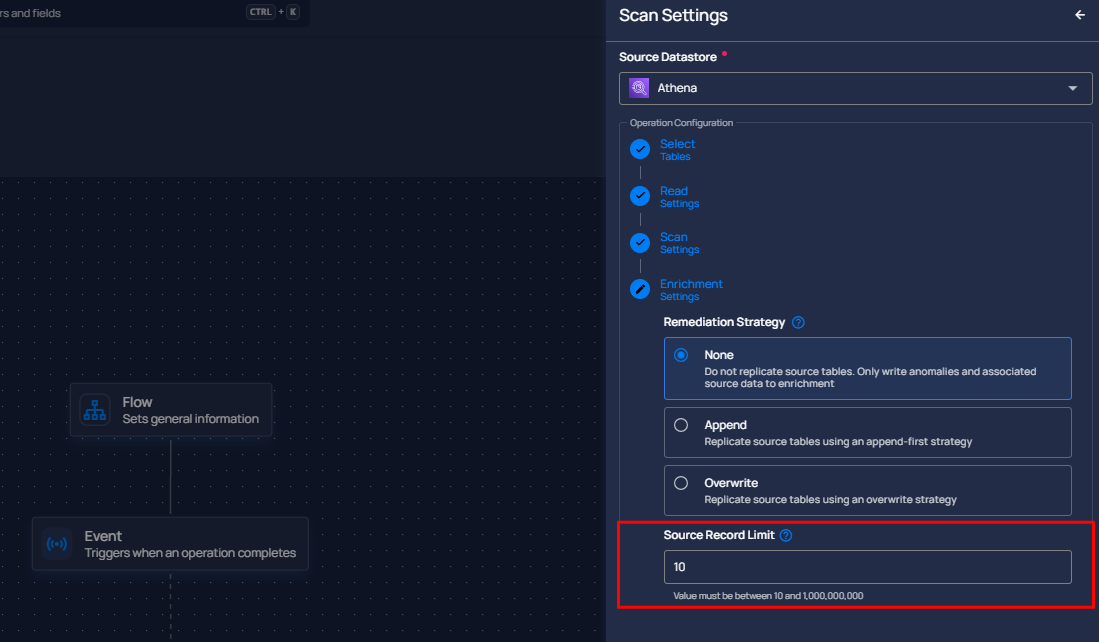 rs and fields
CTRL + K
Scan Settings
Source Datastore *
Athena
Operation Configuration
Select
Tables
Read
Settings
Scan
Settings
Enrichment
Settings
Remediation Strategy ?
None
Do not replicate source tables. Only write anomalies and associated
source data to enrichment
Append
Replicate source tables using an append-first strategy
Overwrite
Replicate source tables using an overwrite strategy
Source Record Limit ?
10
Value must be between 10 and 1,000,000,000
Flow
Sets general information
Event
Triggers when an operation completes